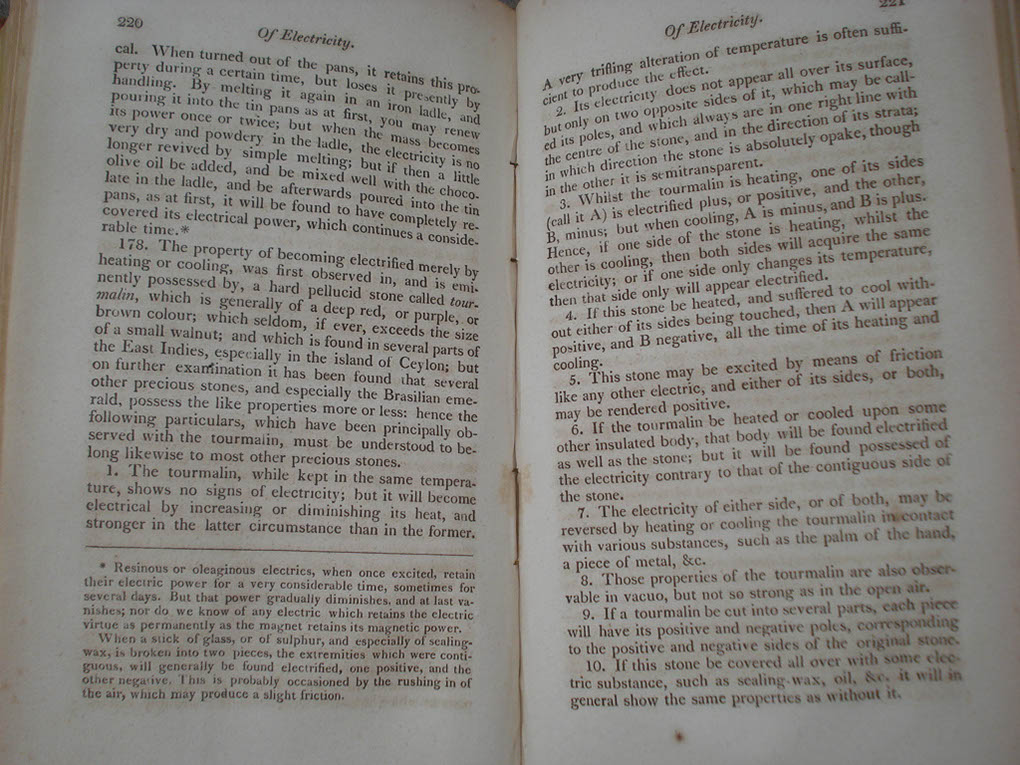 220
Of Electricity.
cal. When turned out of the pans, it retains this pro-
perty during a certain time, but loses it presently by
handling. By melting it again in an iron ladle, and
pouring it into the tin pans as at first, you may renew
its power once or twice; but when the mass becomes
very dry and powdery in the ladle, the electricity is no
longer revived by simple melting; but if then a little
olive oil be added, and be mixed well with the choco-
late in the ladle, and be afterwards poured into the tin
pans, as at first, it will be found to have completely re-
covered its electrical power, which continues a conside-
rable time.*
178. The property of becoming electrified merely by
heating or cooling, was first observed in, and is emi-
nently possessed by, a hard pellucid stone called tour-
malin, which is generally of a deep red, or purple, or
brown colour; which seldom, if ever, exceeds the size
of a small walnut; and which is found in several parts of
the East Indies, especially in the island of Ceylon; but
on further examination it has been found that several
other precious stones, and especially the Brasilian eme-
rald, possess the like properties more or less: hence the
following particulars, which have been principally ob-
served with the tourmalin, must be understood to be-
long likewise to most other precious stones.
1. The tourmalin, while kept in the same tempera-
ture, shows no signs of electricity; but it will become
electrical by increasing or diminishing its heat, and
stronger in the latter circumstance than in the former.
* Resinous or oleaginous electrics, when once excited, retain
their electric power for a very considerable time, sometimes for
several days. But that power gradually diminishes, and at last va-
nishes; nor do we know of any electric which retains the electric
virtue as permanently as the magnet retains its magnetic power.
When a stick of glass, or of sulphur, and especially of sealing-
wax, is broken into two pieces, the extremities which were conti-
guous, will generally be found electrified, one positive, and the
other negative. This is probably occasioned by the rushing in of
the air, which may produce a slight friction.
221
Of Electricity.
A very trifling alteration of temperature is often suffi-
cient to produce the effect.
2. Its electricity does not appear all over its surface,
but only on two opposite sides of it, which may be call-
ed its poles, and which always are in one right line with
the centre of the stone, and in the direction of its strata;
in which direction the stone is absolutely opake, though
in the other it is semitransparent.
3. Whilst the tourmalin is heating, one of its sides
(call it A) is electrified plus, or positive, and the other,
B, minus; but when cooling, A is minus, and B is plus.
Hence, if one side of the stone is heating, whilst the
other is cooling, then both sides will acquire the same
electricity; or if one side only changes its temperature,
then that side only will appear electrified.
4. If this stone be heated, and suffered to cool with-
out either of its sides being touched, then A will appear
positive, and B negative, all the time of its heating and
cooling.
5. This stone may be excited by means of friction
like any other electric, and either of its sides, or both,
may be rendered positive.
6. If the tourmalin be heated or cooled upon some
other insulated body, that body will be found electrified
as well as the stone; but it will be found possessed of
the electricity contrary to that of the contiguous side of
the stone.
7. The electricity of either side, or of both, may be
reversed by heating or cooling the tourmalin in contact
with various substances, such as the palm of the hand,
a piece of metal, &c.
8. Those properties of the tourmalin are also obser-
vable in vacuo, but not so strong as in the open air.
9. If a tourmalin be cut into several parts, each piece
will have its positive and negative poles, corresponding
to the positive and negative sides of the original stone.
10. If this stone be covered all over with some elec-
tric substance, such as sealing-wax, oil, &c. it will in
general show the same properties as without it.